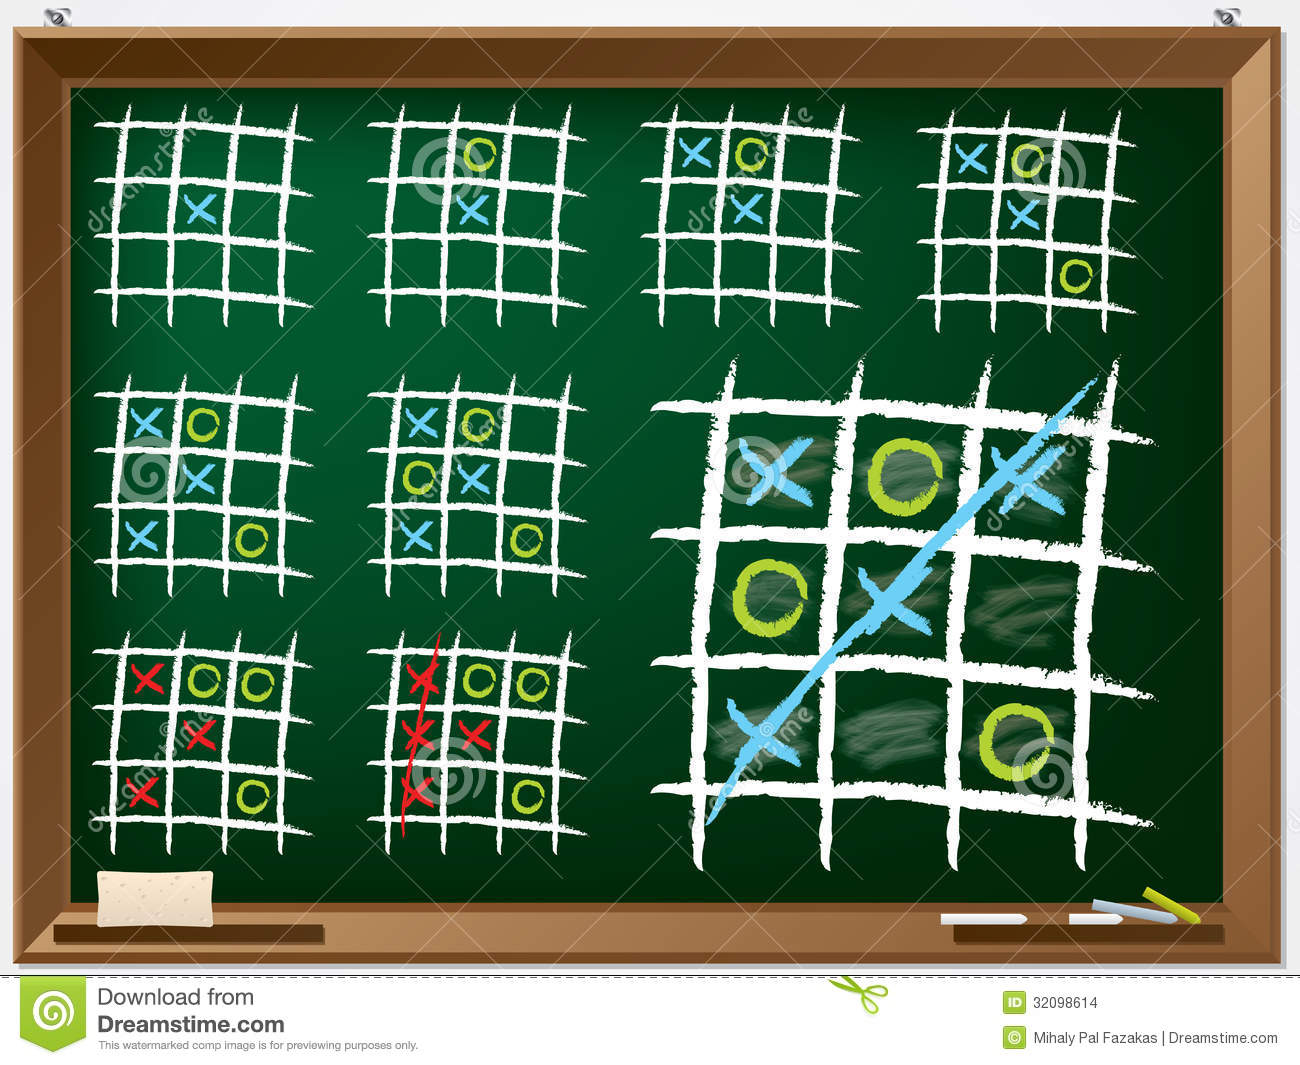 Download from
Dreamstime.com
This watermarked comp image is for previewing purposes only.
ID 32098614
© Mihaly Pal Fazakas | Dreamstime.com